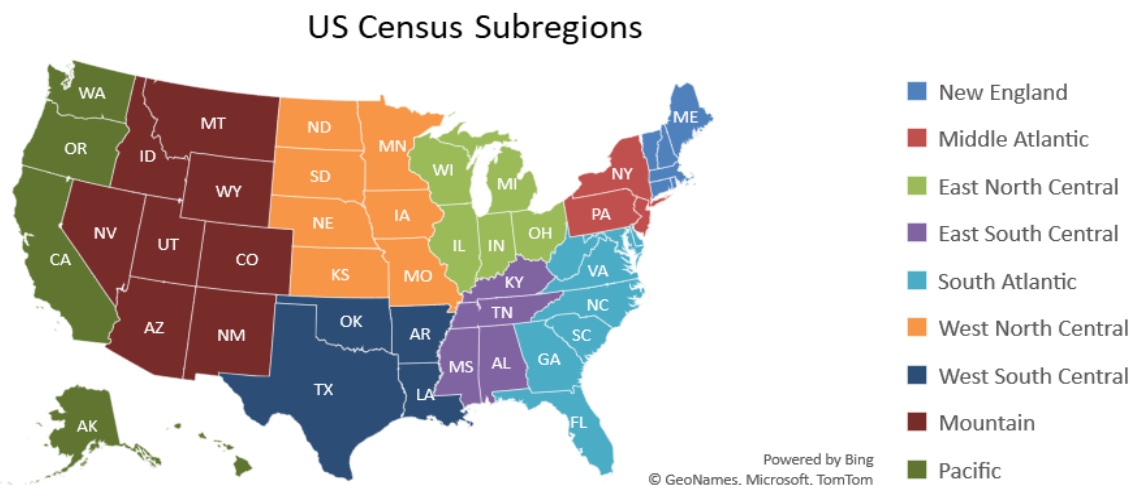 US Census Subregions
WA
OR
CA
AK
MT
ID
WY
NV
UT
CO
AZ
NM
ND
SD
NE
KS
MN
IA
MO
OK
TX
AR
LA
WI
MI
IL
IN
OH
KY
TN
MS
AL
ME
NY
PA
VA
NC
SC
GA
FL
New England
Middle Atlantic
East North Central
East South Central
South Atlantic
West North Central
West South Central
Mountain
Pacific
Powered by Bing
© GeoNames, Microsoft, TomTom